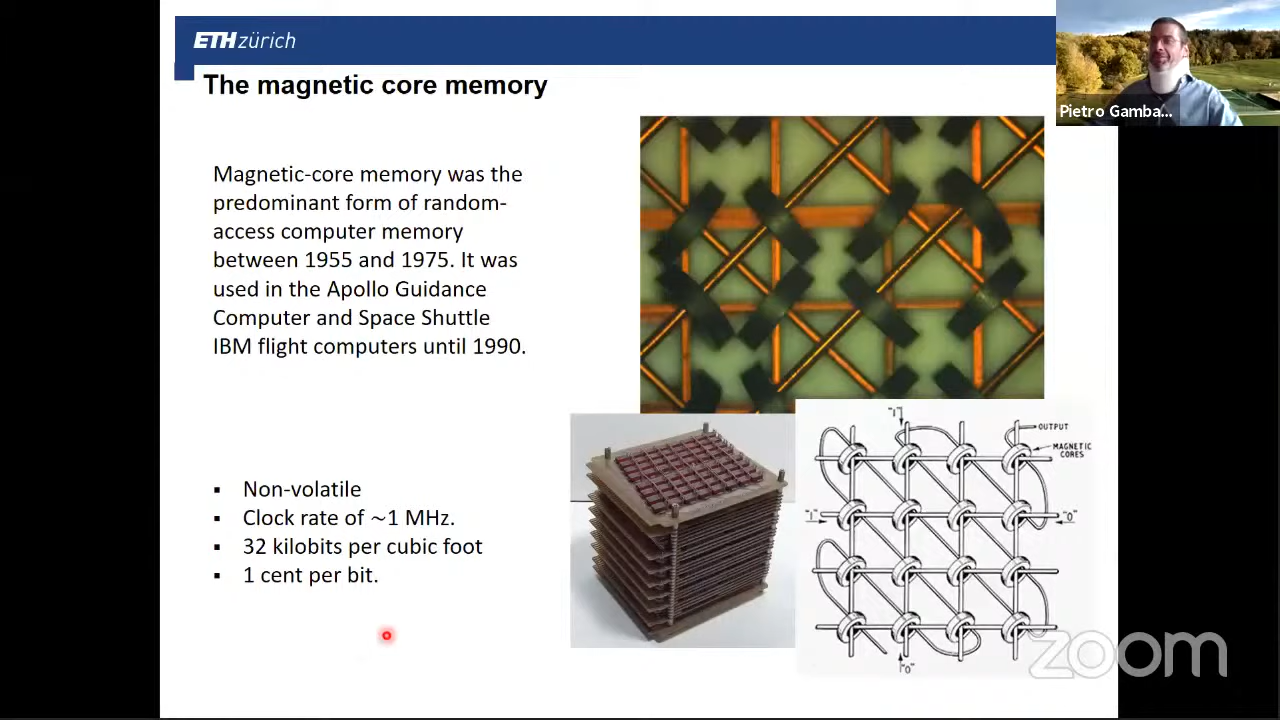 ETH zürich
The magnetic core memory
Pietro Gamba...
Magnetic-core memory was the
predominant form of random-
access computer memory
between 1955 and 1975. It was
used in the Apollo Guidance
Computer and Space Shuttle
IBM flight computers until 1990.
▪ Non-volatile
▪ Clock rate of ~1 MHz.
▪ 32 kilobits per cubic foot
▪ 1 cent per bit.
"1"
OUTPUT
MAGNETIC
CORES
"1"
"0"
"0"
zoom